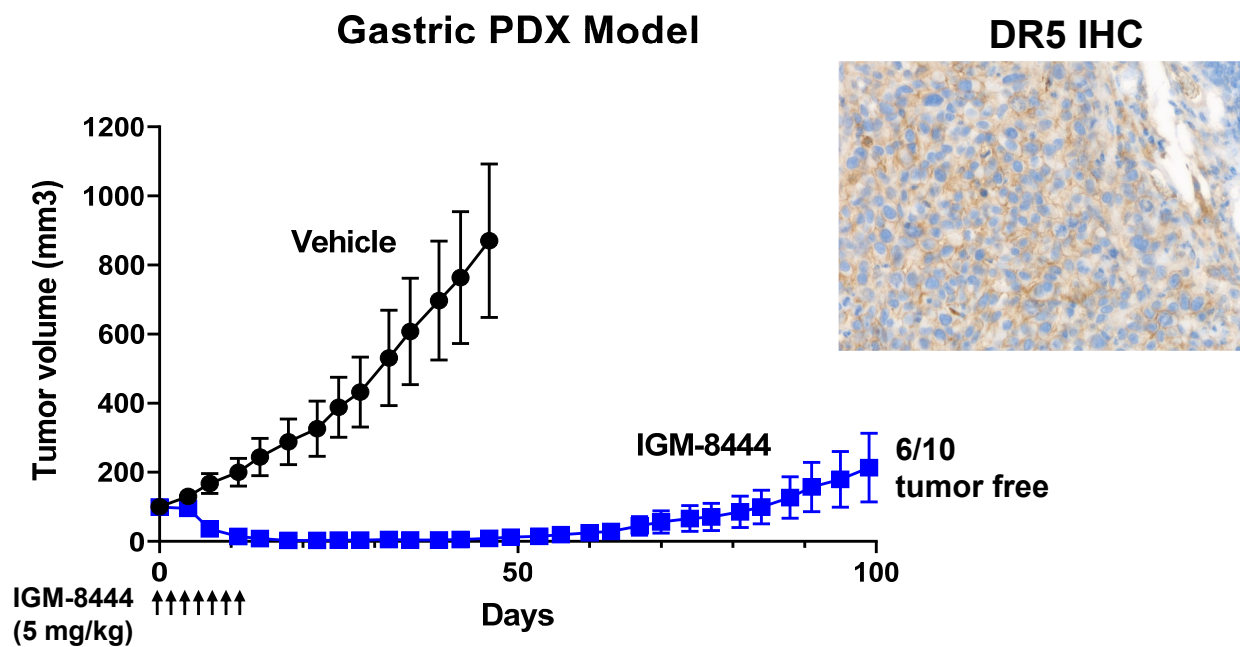 Gastric PDX Model
DR5 IHC
Tumor volume (mm3)
1200
1000
800
600
400
200
0
Vehicle
IGM-8444
6/10
tumor free
0
50
100
Days
IGM-8444
(5 mg/kg)